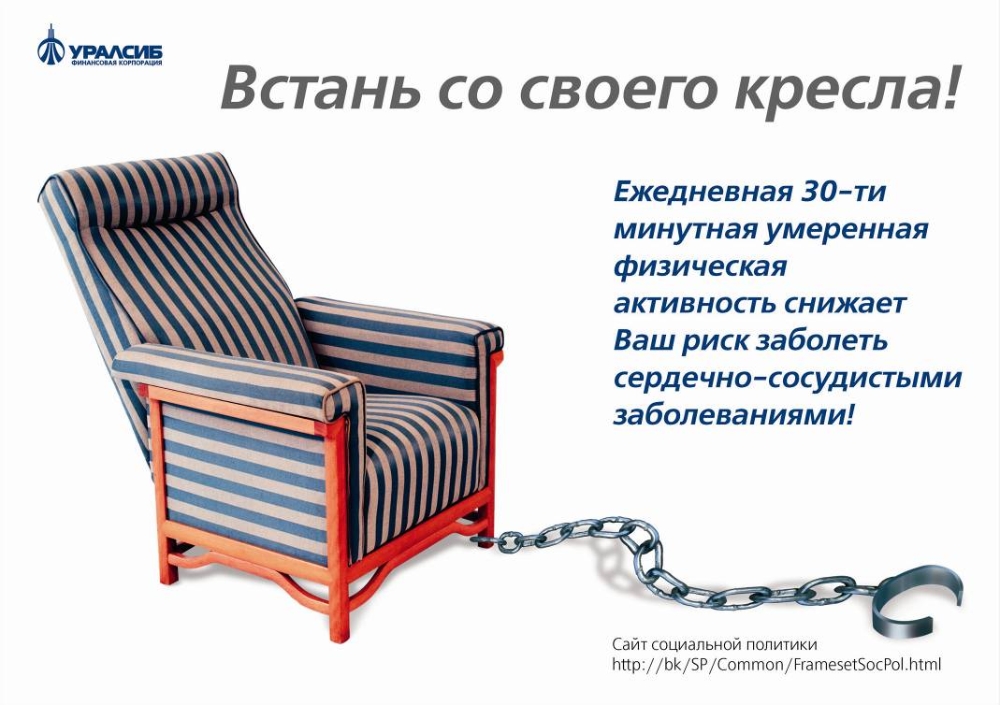 УРАЛСИБ
ФИНАНСОВАЯ КОРПОРАЦИЯ
Встань со своего кресла!
Ежедневная 30-ти
минутная умеренная
физическая
активность снижает
Ваш риск заболеть
сердечно-сосудистыми
заболеваниями!
Сайт социальной политики
http://bk/SP/Common/FramesetSocPol.html